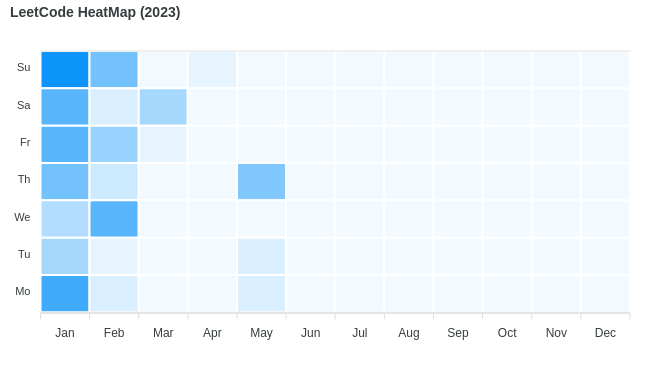 LeetCode HeatMap (2023)
Su
Sa
Fr
Th
We
Tu
Mo
Jan Feb Mar Apr May Jun Jul Aug Sep Oct Nov Dec